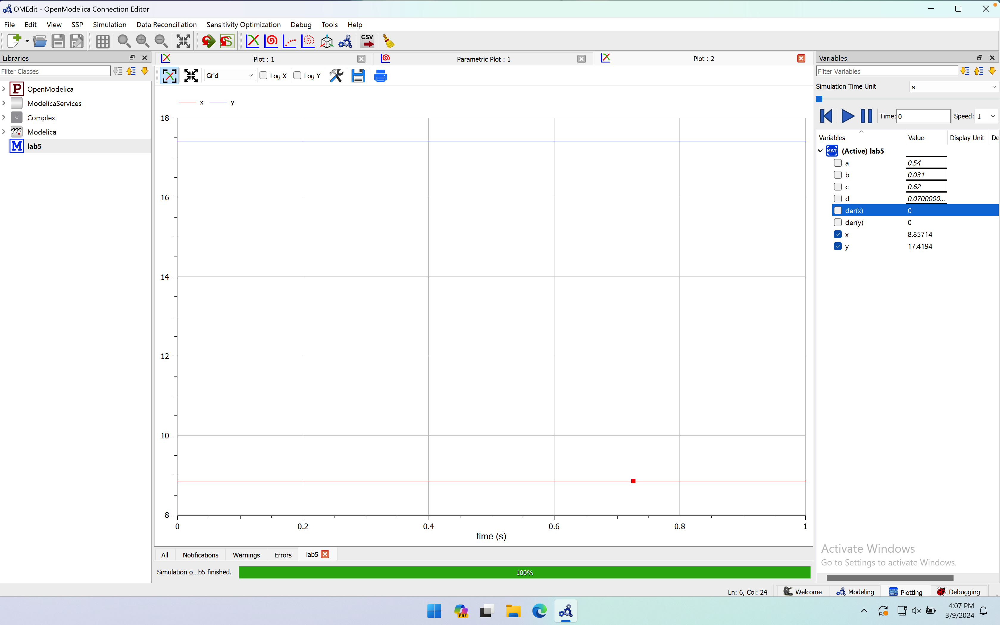 OMEdit - OpenModelica Connection Editor
File Edit View SSP Simulation Data Reconciliation Sensitivity Optimization Debug Tools Help
CSV
Libraries
Filter Classes
P OpenModelica
ModelicaServices
C Complex
Modelica
M lab5
Plot : 1
Parametric Plot : 1
Plot : 2
Grid
Log X
Log Y
x y
18
16
14
12
10
8
0 0.2 0.4 0.6 0.8 1
time (s)
All Notifications Warnings Errors lab5
Simulation o...b5 finished.
100%
Variables
Filter Variables
Simulation Time Unit s
Time: 0 Speed: 1
Variables Value Display Unit De
MAT (Active) lab5
a 0.54
b 0.031
c 0.62
d 0.0700000...
der(x) 0
der(y) 0
x 8.85714
y 17.4194
Activate Windows
Go to Settings to activate Windows.
Ln: 6, Col: 24
Welcome Modeling Plotting Debugging
PRE
4:07 PM
3/9/2024